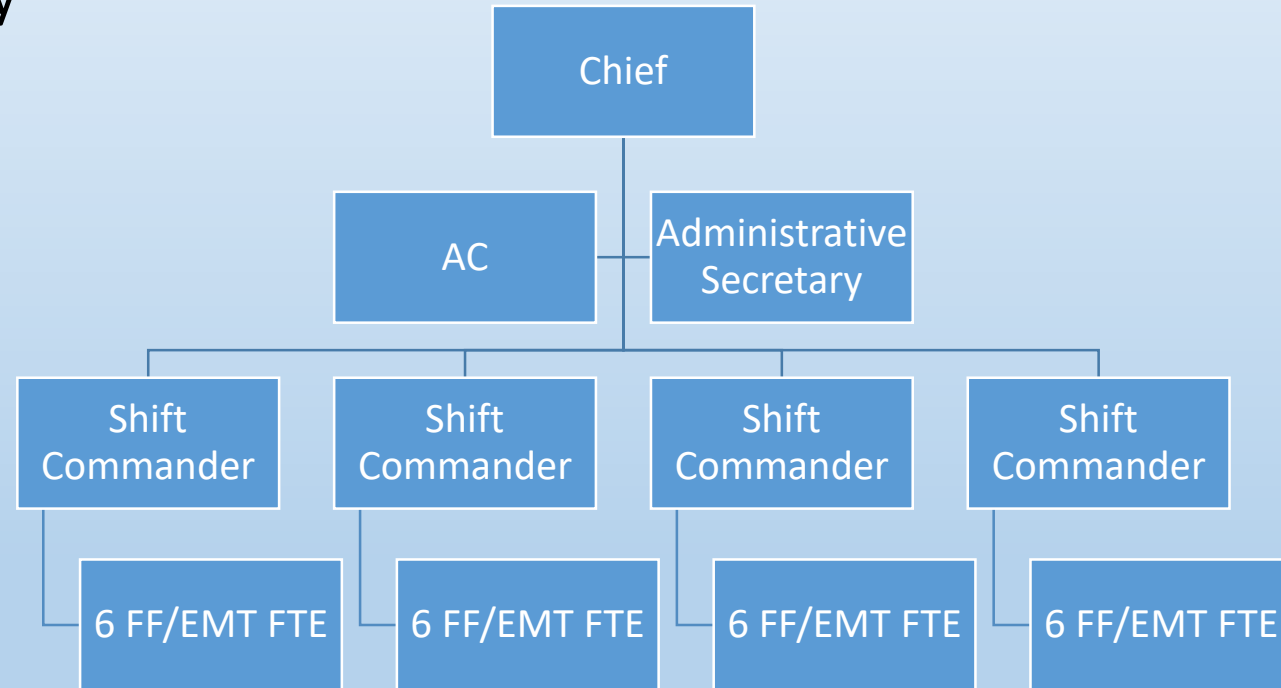 Chief
AC
Administrative
Secretary
Shift
Commander
Shift
Commander
Shift
Commander
Shift
Commander
6 FF/EMT FTE
6 FF/EMT FTE
6 FF/EMT FTE
6 FF/EMT FTE